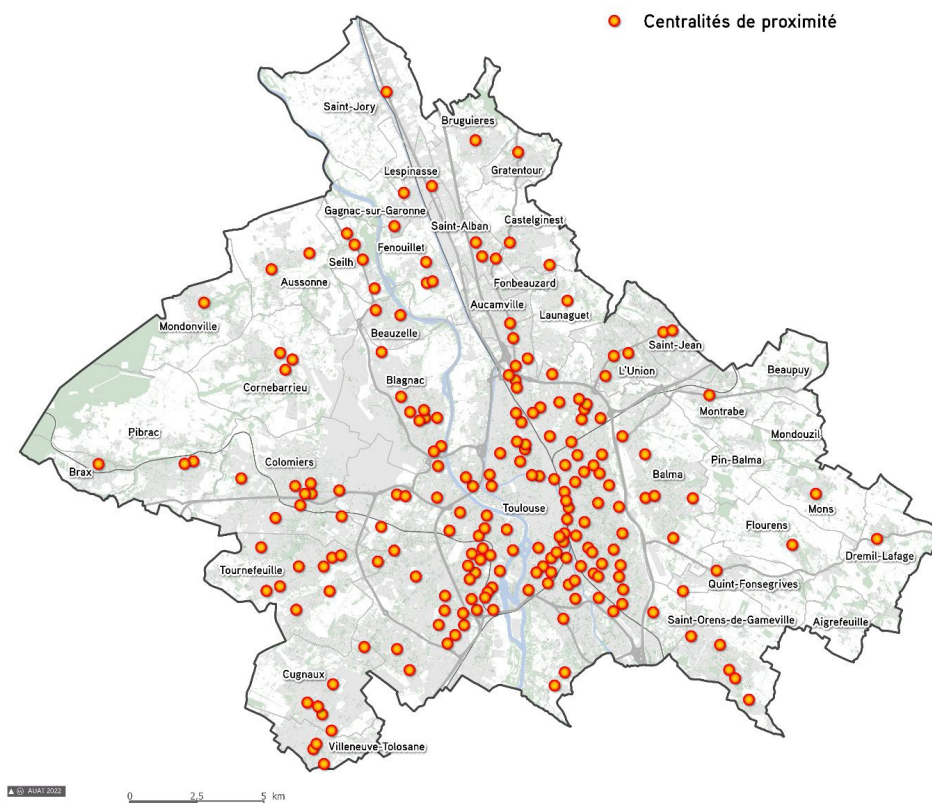 Centralités de proximité
Saint-Jory
Bruguieres
Gratentour
Lespinasse
Gagnac-sur-Garonne
Castelginest
Saint-Alban
Fenouillet
Seilh
Aussonne
Fonbeauzard
Aucamville
Launaguet
Mondonville
Beauzelle
Saint-Jean
L'Union
Beaupuy
Cornebarrieu
Blagnac
Montrabe
Pibrac
Mondouzil
Colomiers
Pin-Balma
Brax
Balma
Toulouse
Mons
Flourens
Dremil-Lafage
Tournefeuille
Quint-Fonsegrives
Saint-Orens-de-Gameville
Aigrefeuille
Cugnaux
Villeneuve-Tolosane
AUAT 2022
0 2,5 5 km